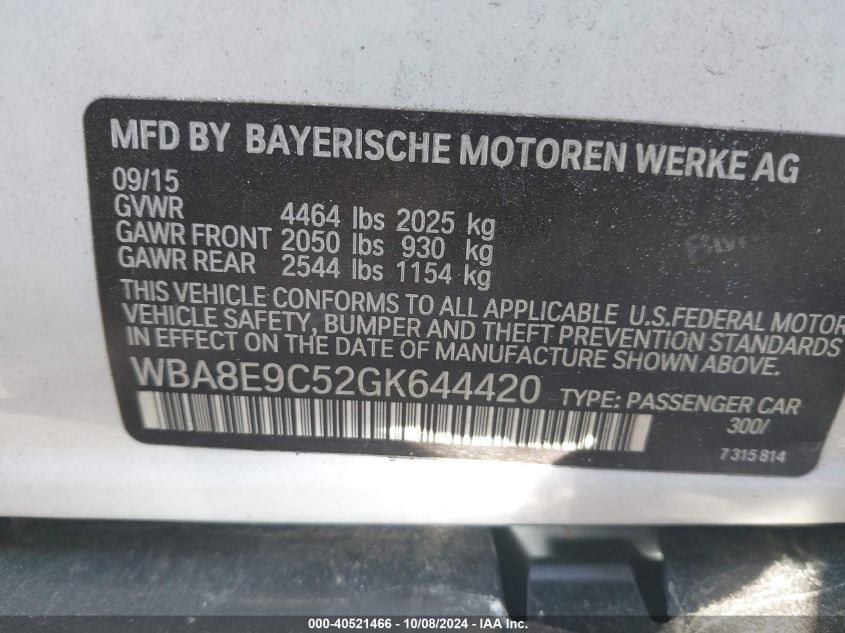 MFD BY BAYERISCHE MOTOREN WERKE AG
09/15
GVWR 4464 lbs 2025 kg
GAWR FRONT 2050 lbs 930 kg
GAWR REAR 2544 lbs 1154 kg
THIS VEHICLE CONFORMS TO ALL APPLICABLE U.S.FEDERAL MOTOR
VEHICLE SAFETY, BUMPER AND THEFT PREVENTION STANDARDS
IN EFFECT ON THE DATE OF MANUFACTURE SHOWN ABOVE.
WBA8E9C52GK644420 TYPE: PASSENGER CAR
300/
7315814
000-40521466 - 10/08/2024 - IAA Inc.